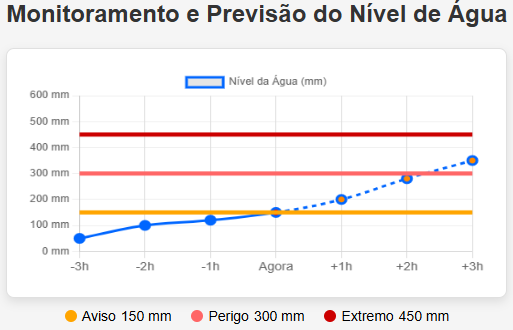 Monitoramento e Previsão do Nível de Água
Nível da Água (mm)
600 mm
500 mm
400 mm
300 mm
200 mm
100 mm
0 mm
-3h -2h -1h Agora +1h +2h +3h
Aviso 150 mm Perigo 300 mm Extremo 450 mm